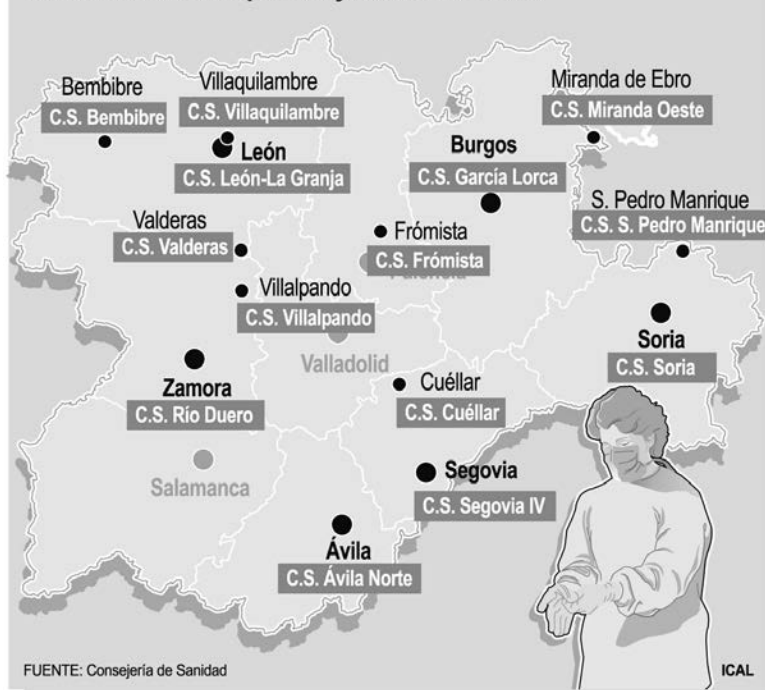 Bembibre
C.S. Bembibre
Villaquilambre
C.S. Villaquilambre
León
C.S. León-La Granja
Miranda de Ebro
C.S. Miranda Oeste
Burgos
C.S. García Lorca
S. Pedro Manrique
C.S. S. Pedro Manrique
Valderas
C.S. Valderas
Frómista
C.S. Frómista
Villalpando
C.S. Villalpando
Valladolid
Soria
C.S. Soria
Zamora
C.S. Río Duero
Cuéllar
C.S. Cuéllar
Salamanca
Segovia
C.S. Segovia IV
Ávila
C.S. Ávila Norte
FUENTE: Consejería de Sanidad
ICAL